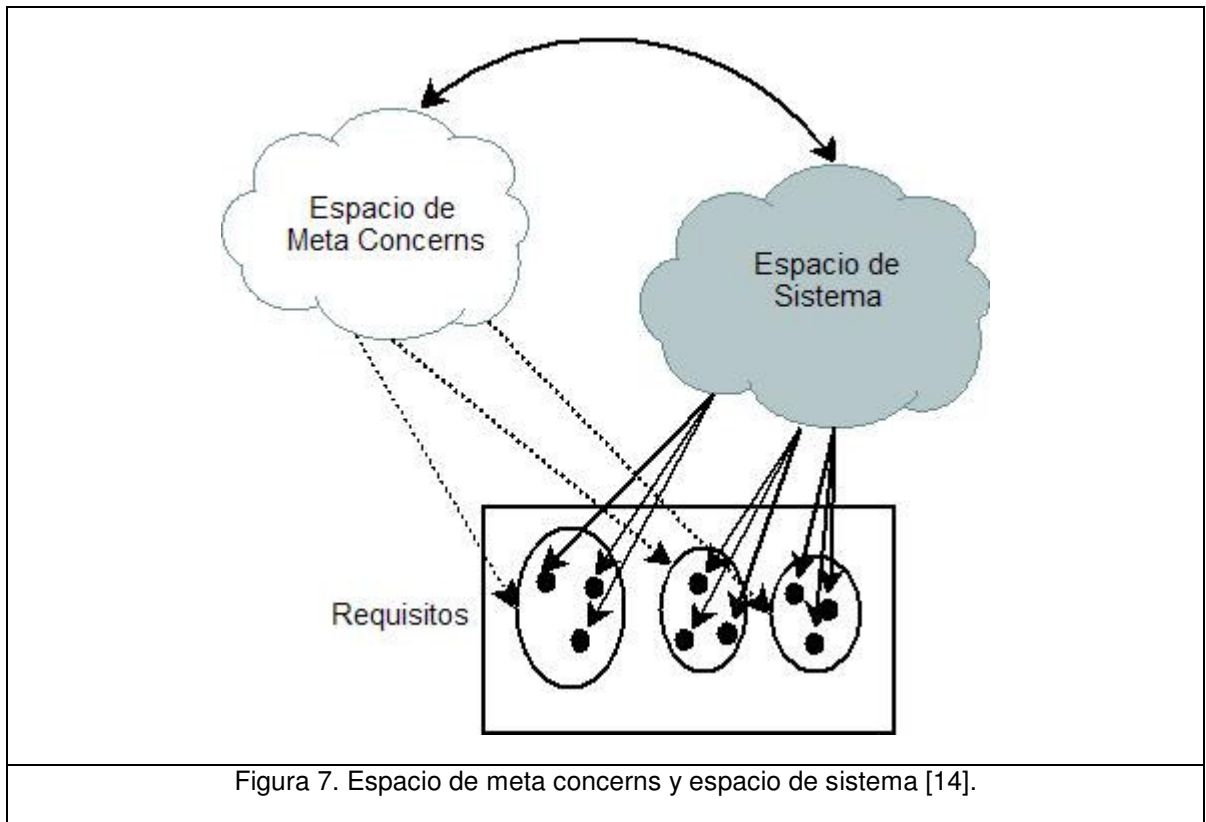 Espacio de
Meta Concerns
Espacio de
Sistema
Requisitos
Figura 7. Espacio de meta concerns y espacio de sistema [14].